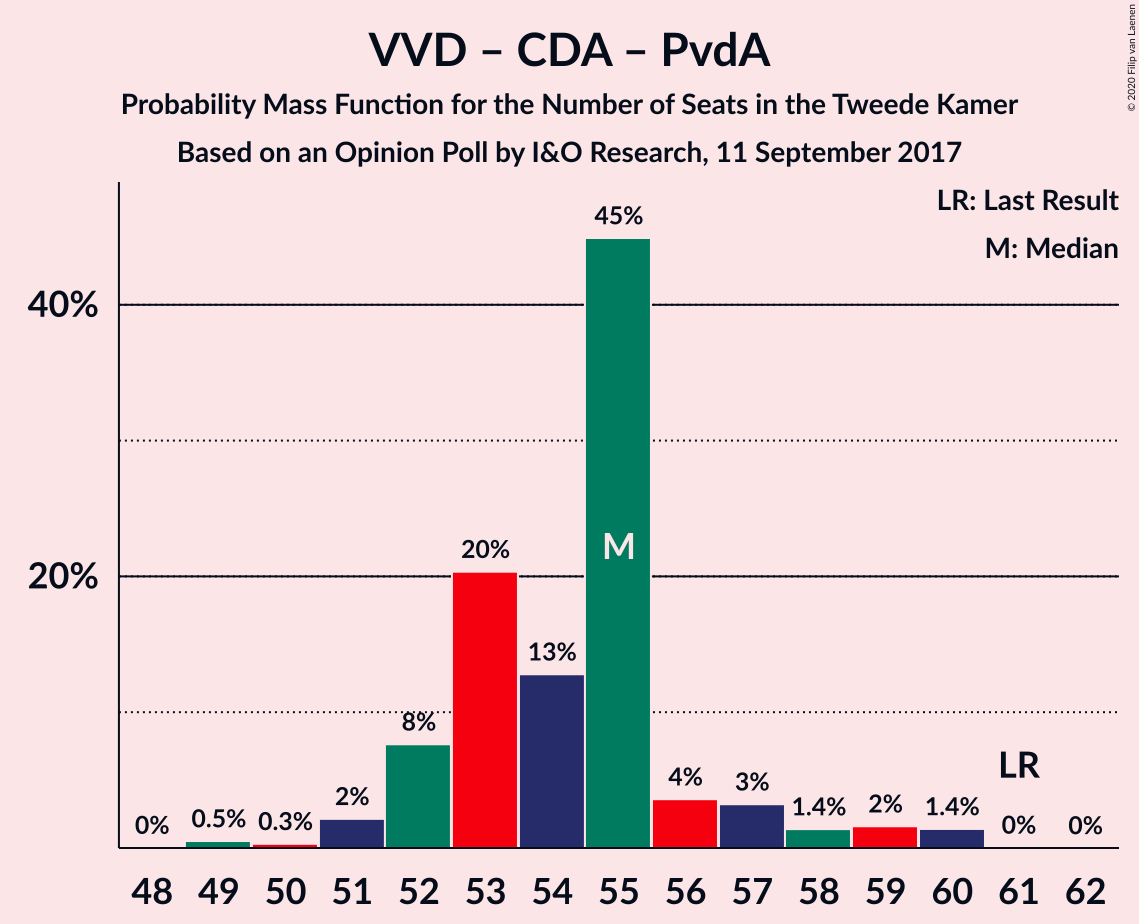 VVD – CDA – PvdA
Probability Mass Function for the Number of Seats in the Tweede Kamer
Based on an Opinion Poll by I&O Research, 11 September 2017
© 2020 Filip van Laenen
LR: Last Result
M: Median
40%
20%
0%
0.5%
0.3%
2%
8%
20%
13%
45%
M
4%
3%
1.4%
2%
1.4%
LR
0%
0%
48 49 50 51 52 53 54 55 56 57 58 59 60 61 62